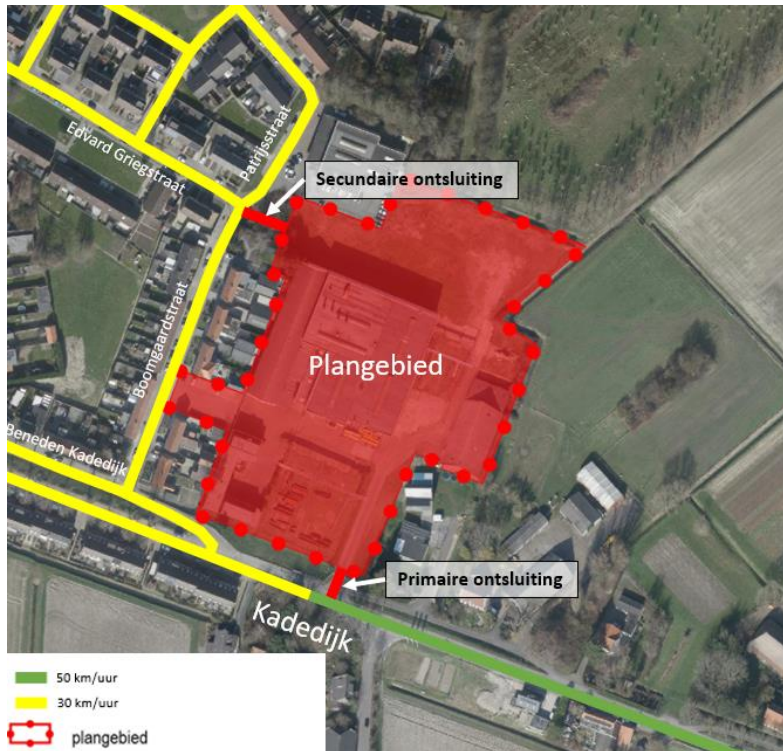 Edvard Griegstraat
Patrijsstraat
Secundaire ontsluiting
Boomgaardstraat
Plangebied
Beneden Kadedijk
Primaire ontsluiting
Kadedijk
50 km/uur
30 km/uur
plangebied